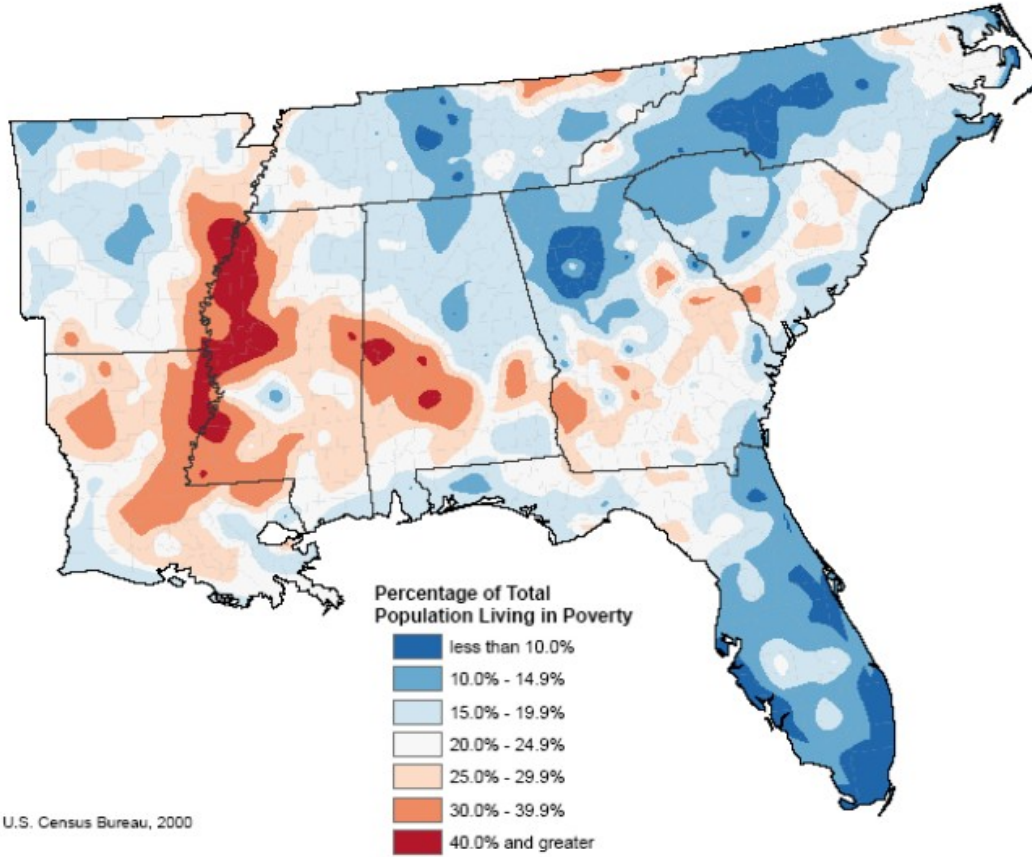 Percentage of Total
Population Living in Poverty
less than 10.0%
10.0% - 14.9%
15.0% - 19.9%
20.0% - 24.9%
25.0% - 29.9%
30.0% - 39.9%
40.0% and greater
U.S. Census Bureau, 2000